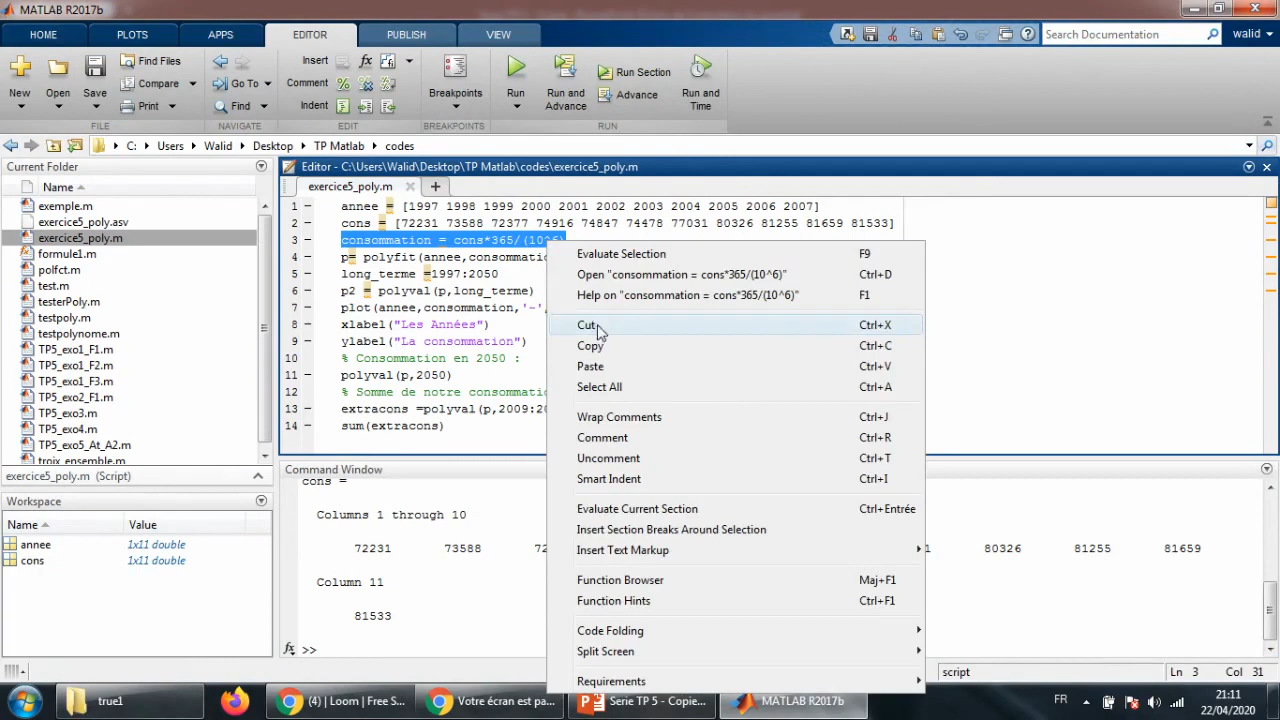 MATLAB R2017b
HOME PLOTS APPS EDITOR PUBLISH VIEW Search Documentation walid
New Open Save Find Files Compare Print Go To Find Insert fx Comment Indent Breakpoints Run Run and Advance Run Section Advance Run and Time
FILE NAVIGATE EDIT BREAKPOINTS RUN
C: Users Walid Desktop TP Matlab codes
Current Folder
Name
exemple.m
exercice5_poly.asv
exercice5_poly.m
formule1.m
polfct.m
test.m
testerPoly.m
testpoly.m
testpolynome.m
TP5_exo1_F1.m
TP5_exo1_F2.m
TP5_exo1_F3.m
TP5_exo2_F1.m
TP5_exo3.m
TP5_exo4.m
TP5_exo5_At_A2.m
troix_ensemble.m
exercice5_poly.m (Script)
Workspace
Name Value
annee 1x11 double
cons 1x11 double
Editor - C:\Users\Walid\Desktop\TP Matlab\codes\exercice5_poly.m
exercice5_poly.m
1 annee = [1997 1998 1999 2000 2001 2002 2003 2004 2005 2006 2007]
2 cons = [72231 73588 72377 74916 74847 74478 77031 80326 81255 81659 81533]
3 consommation = cons*365/(10^6)
4 p= polyfit(annee,consommatio
5 long_terme =1997:2050
6 p2 = polyval(p,long_terme)
7 plot(annee,consommation,'-'
8 xlabel("Les Années")
9 ylabel("La consommation")
10 % Consommation en 2050 :
11 polyval(p,2050)
12 % Somme de notre consommat
13 extracons =polyval(p,2009:20
14 sum(extracons)
Evaluate Selection F9
Open "consommation = cons*365/(10^6)" Ctrl+D
Help on "consommation = cons*365/(10^6)" F1
Cut Ctrl+X
Copy Ctrl+C
Paste Ctrl+V
Select All Ctrl+A
Wrap Comments Ctrl+J
Comment Ctrl+R
Uncomment Ctrl+T
Smart Indent Ctrl+I
Evaluate Current Section Ctrl+Entrée
Insert Section Breaks Around Selection
Insert Text Markup
Function Browser Maj+F1
Function Hints Ctrl+F1
Code Folding
Split Screen
Requirements
Command Window
cons =
Columns 1 through 10
72231 73588 72 1 80326 81255 81659
Column 11
81533
fx >>
script Ln 3 Col 31
true1 (4) | Loom | Free S... Votre écran est pa... Serie TP 5 - Copie... MATLAB R2017b FR 21:11
22/04/2020